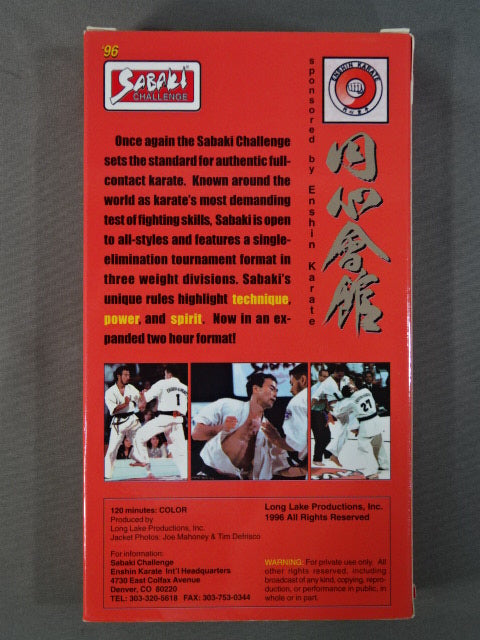 '96
SABAKI®
CHALLENGE
ENSHIN KARATE
sponsored by Enshin Karate
円心會館
Once again the Sabaki Challenge
sets the standard for authentic full-
contact karate. Known around the
world as karate's most demanding
test of fighting skills, Sabaki is open
to all-styles and features a single-
elimination tournament format in
three weight divisions. Sabaki's
unique rules highlight technique,
power, and spirit. Now in an ex-
panded two hour format!
1
27
120 minutes: COLOR
Produced by
Long Lake Productions, Inc.
Jacket Photos: Joe Mahoney & Tim Defrisco
For information:
Sabaki Challenge
Enshin Karate Int'l Headquarters
4730 East Colfax Avenue
Denver, CO 80220
TEL: 303-320-5618 FAX: 303-753-0344
Long Lake Productions, Inc.
1996 All Rights Reserved
WARNING: For private use only. All
other rights reserved, including
broadcast of any kind, copying, repro-
duction, or performance in public, in
whole or in part.